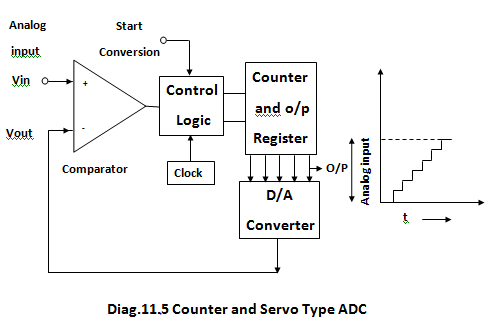 Analog
input
Vin
+
Vout
-
Comparator
Start
Conversion
Control
Logic
Clock
Counter
and o/p
Register
O/P
D/A
Converter
Analog input
t
Diag.11.5 Counter and Servo Type ADC